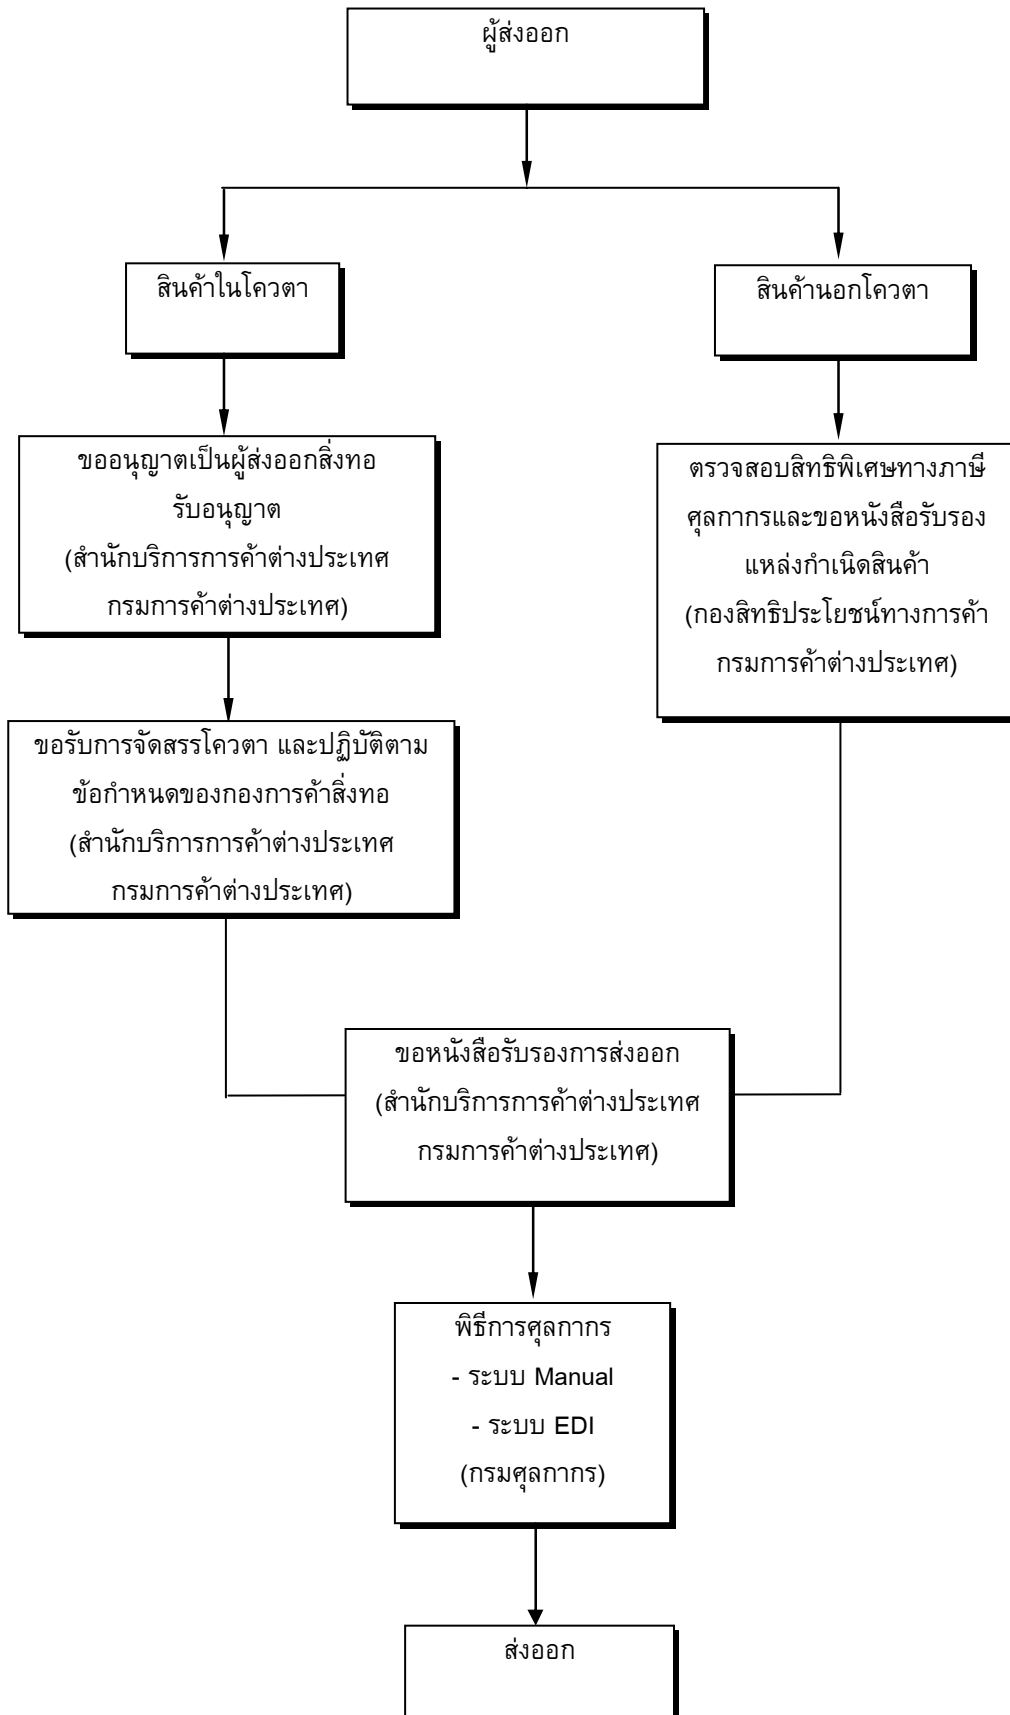 ผู้ส่งออก
สินค้าในโควตา
สินค้านอกโควตา
ขออนุญาตเป็นผู้ส่งออกสิ่งทอ
รับอนุญาต
(สำนักบริการการค้าต่างประเทศ
กรมการค้าต่างประเทศ)
ตรวจสอบสิทธิพิเศษทางภาษี
ศุลกากรและขอหนังสือรับรอง
แหล่งกำเนิดสินค้า
(กองสิทธิประโยชน์ทางการค้า
กรมการค้าต่างประเทศ)
ขอรับการจัดสรรโควตา และปฏิบัติตาม
ข้อกำหนดของกองการค้าสิ่งทอ
(สำนักบริการการค้าต่างประเทศ
กรมการค้าต่างประเทศ)
ขอหนังสือรับรองการส่งออก
(สำนักบริการการค้าต่างประเทศ
กรมการค้าต่างประเทศ)
พิธีการศุลกากร
- ระบบ Manual
- ระบบ EDI
(กรมศุลกากร)
ส่งออก